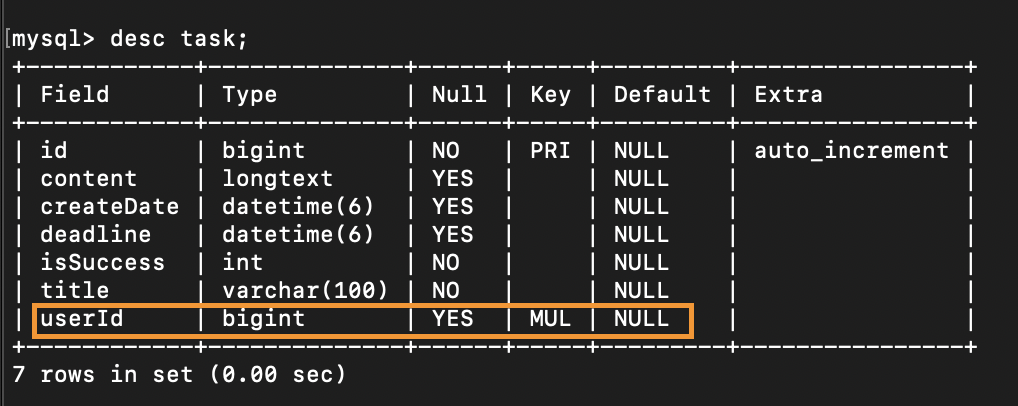 [mysql> desc task;
+------------+--------------+------+-----+---------+----------------+
| Field      | Type         | Null | Key | Default | Extra          |
+------------+--------------+------+-----+---------+----------------+
| id         | bigint       | NO   | PRI | NULL    | auto_increment |
| content    | longtext     | YES  |     | NULL    |                |
| createDate | datetime(6)  | YES  |     | NULL    |                |
| deadline   | datetime(6)  | YES  |     | NULL    |                |
| isSuccess  | int          | NO   |     | NULL    |                |
| title      | varchar(100) | NO   |     | NULL    |                |
| userId     | bigint       | YES  | MUL | NULL    |                |
+------------+--------------+------+-----+---------+----------------+
7 rows in set (0.00 sec)